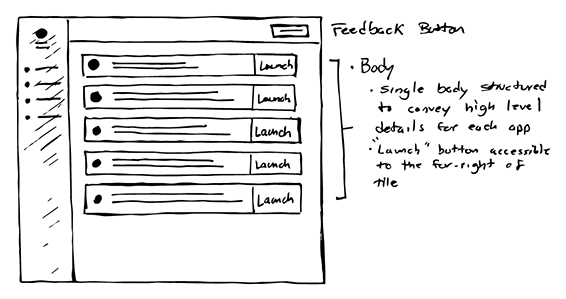 Feedback Button
Launch
Launch
Launch
Launch
Launch
• Body
• Single body structured
to convey high level
details for each app
• "Launch" button accessible
to the far-right of
tile